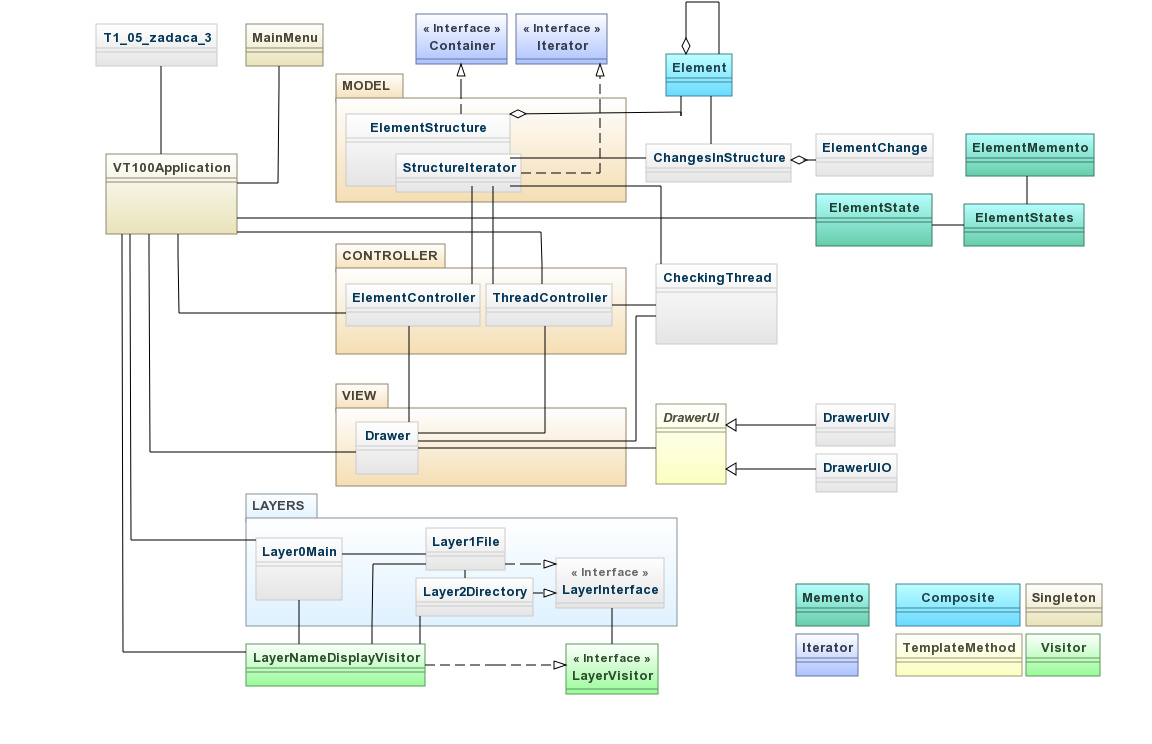 T1_05_zadaca_3
MainMenu
« Interface »
Container
« Interface »
Iterator
Element
MODEL
ElementStructure
StructureIterator
ChangesInStructure
ElementChange
ElementMemento
VT100Application
ElementState
ElementStates
CONTROLLER
ElementController
ThreadController
CheckingThread
VIEW
Drawer
DrawerUI
DrawerUIV
DrawerUIO
LAYERS
Layer0Main
Layer1File
Layer2Directory
« Interface »
LayerInterface
LayerNameDisplayVisitor
« Interface »
LayerVisitor
Memento
Composite
Singleton
Iterator
TemplateMethod
Visitor